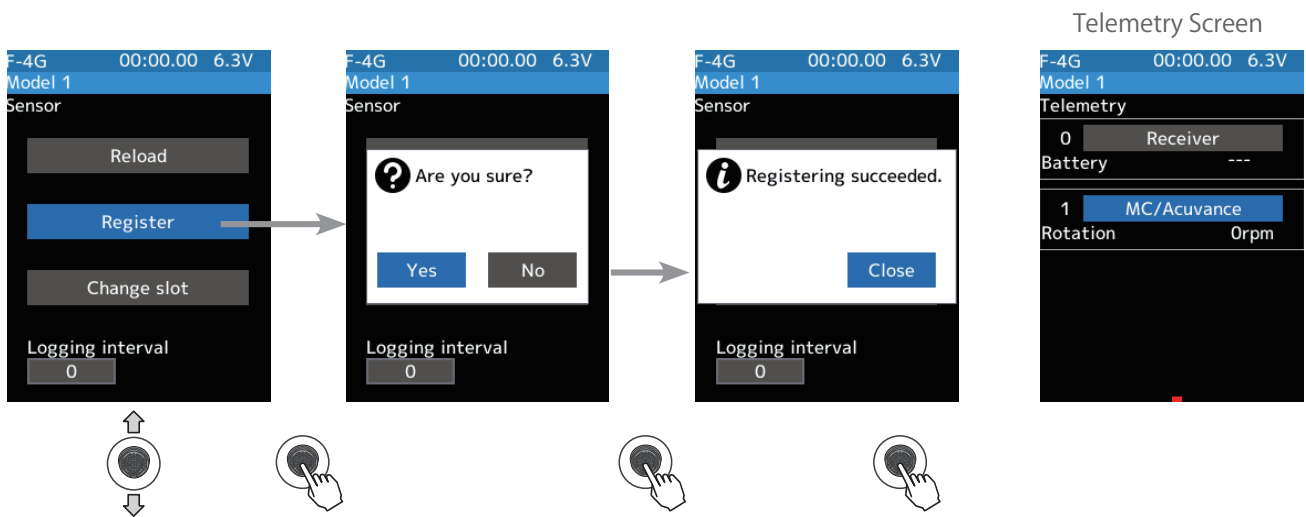 Telemetry Screen
F-4G 00:00.00 6.3V
Model 1
Sensor
Reload
Register
Change slot
Logging interval
0
F-4G 00:00.00 6.3V
Model 1
Sensor
? Are you sure?
Yes No
Logging interval
0
F-4G 00:00.00 6.3V
Model 1
Sensor
i Registering succeeded.
Close
Logging interval
0
F-4G 00:00.00 6.3V
Model 1
Telemetry
0 Receiver
Battery ---
1 MC/Acuvance
Rotation 0rpm